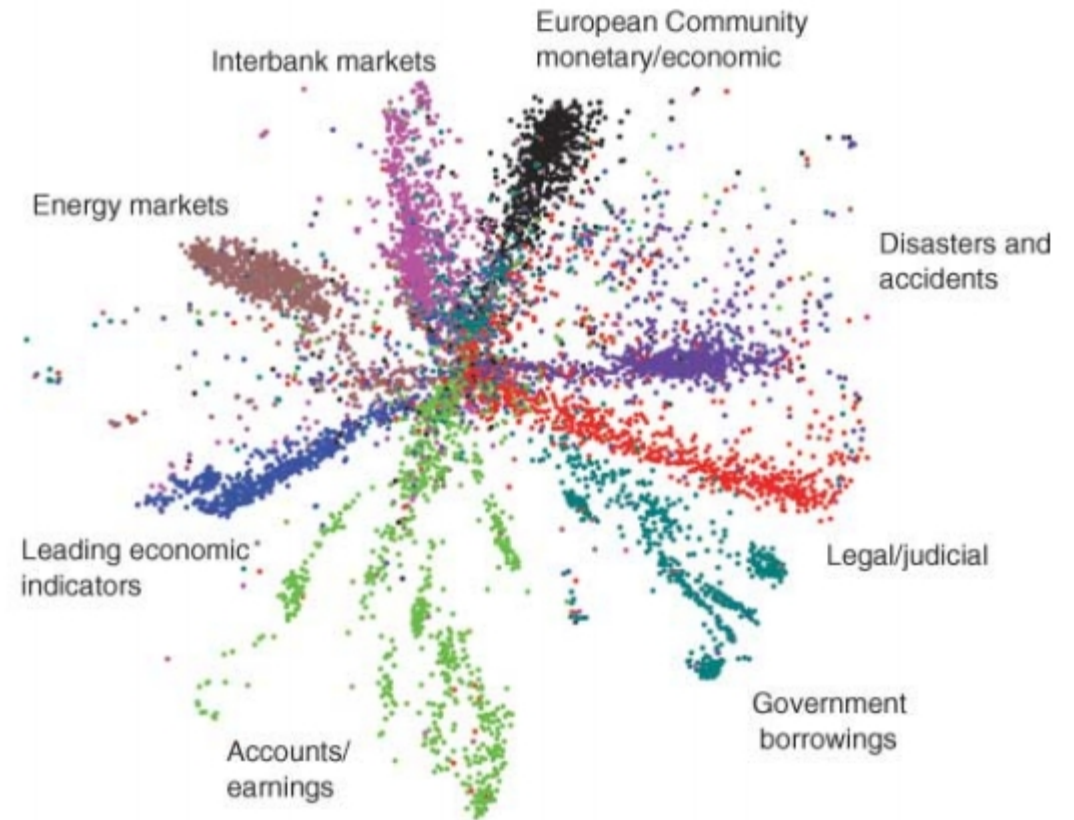 European Community
monetary/economic
Interbank markets
Energy markets
Disasters and
accidents
Leading economic
indicators
Legal/judicial
Government
borrowings
Accounts/
earnings